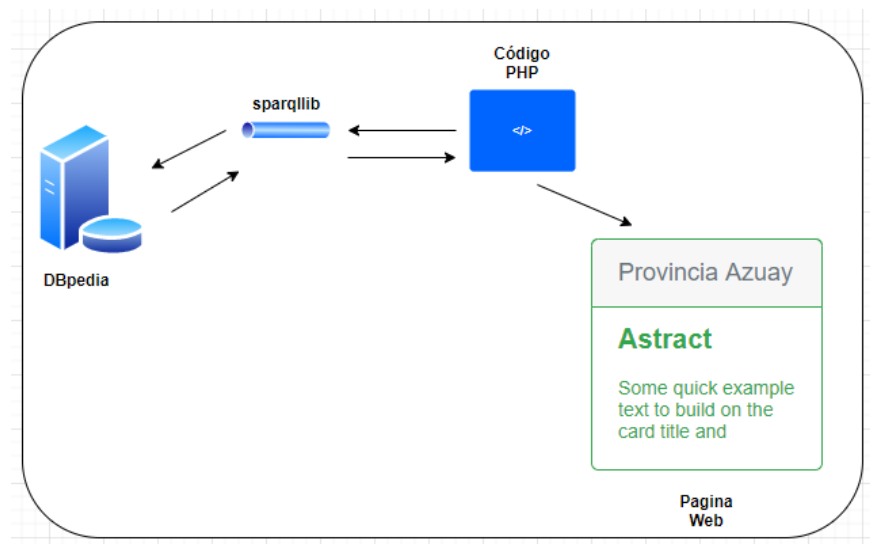 Código
PHP
sparqllib
</>
DBpedia
Provincia Azuay
Astract
Some quick example
text to build on the
card title and
Pagina
Web